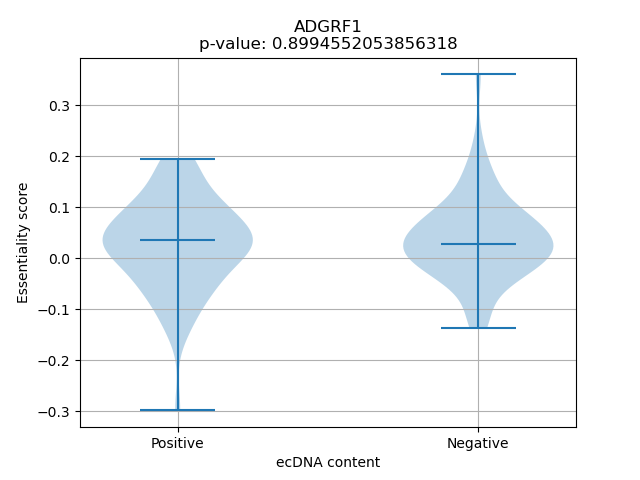 ADGRF1
p-value: 0.8994552053856318
Essentiality score
0.3
0.2
0.1
0.0
−0.1
−0.2
−0.3
Positive
Negative
ecDNA content